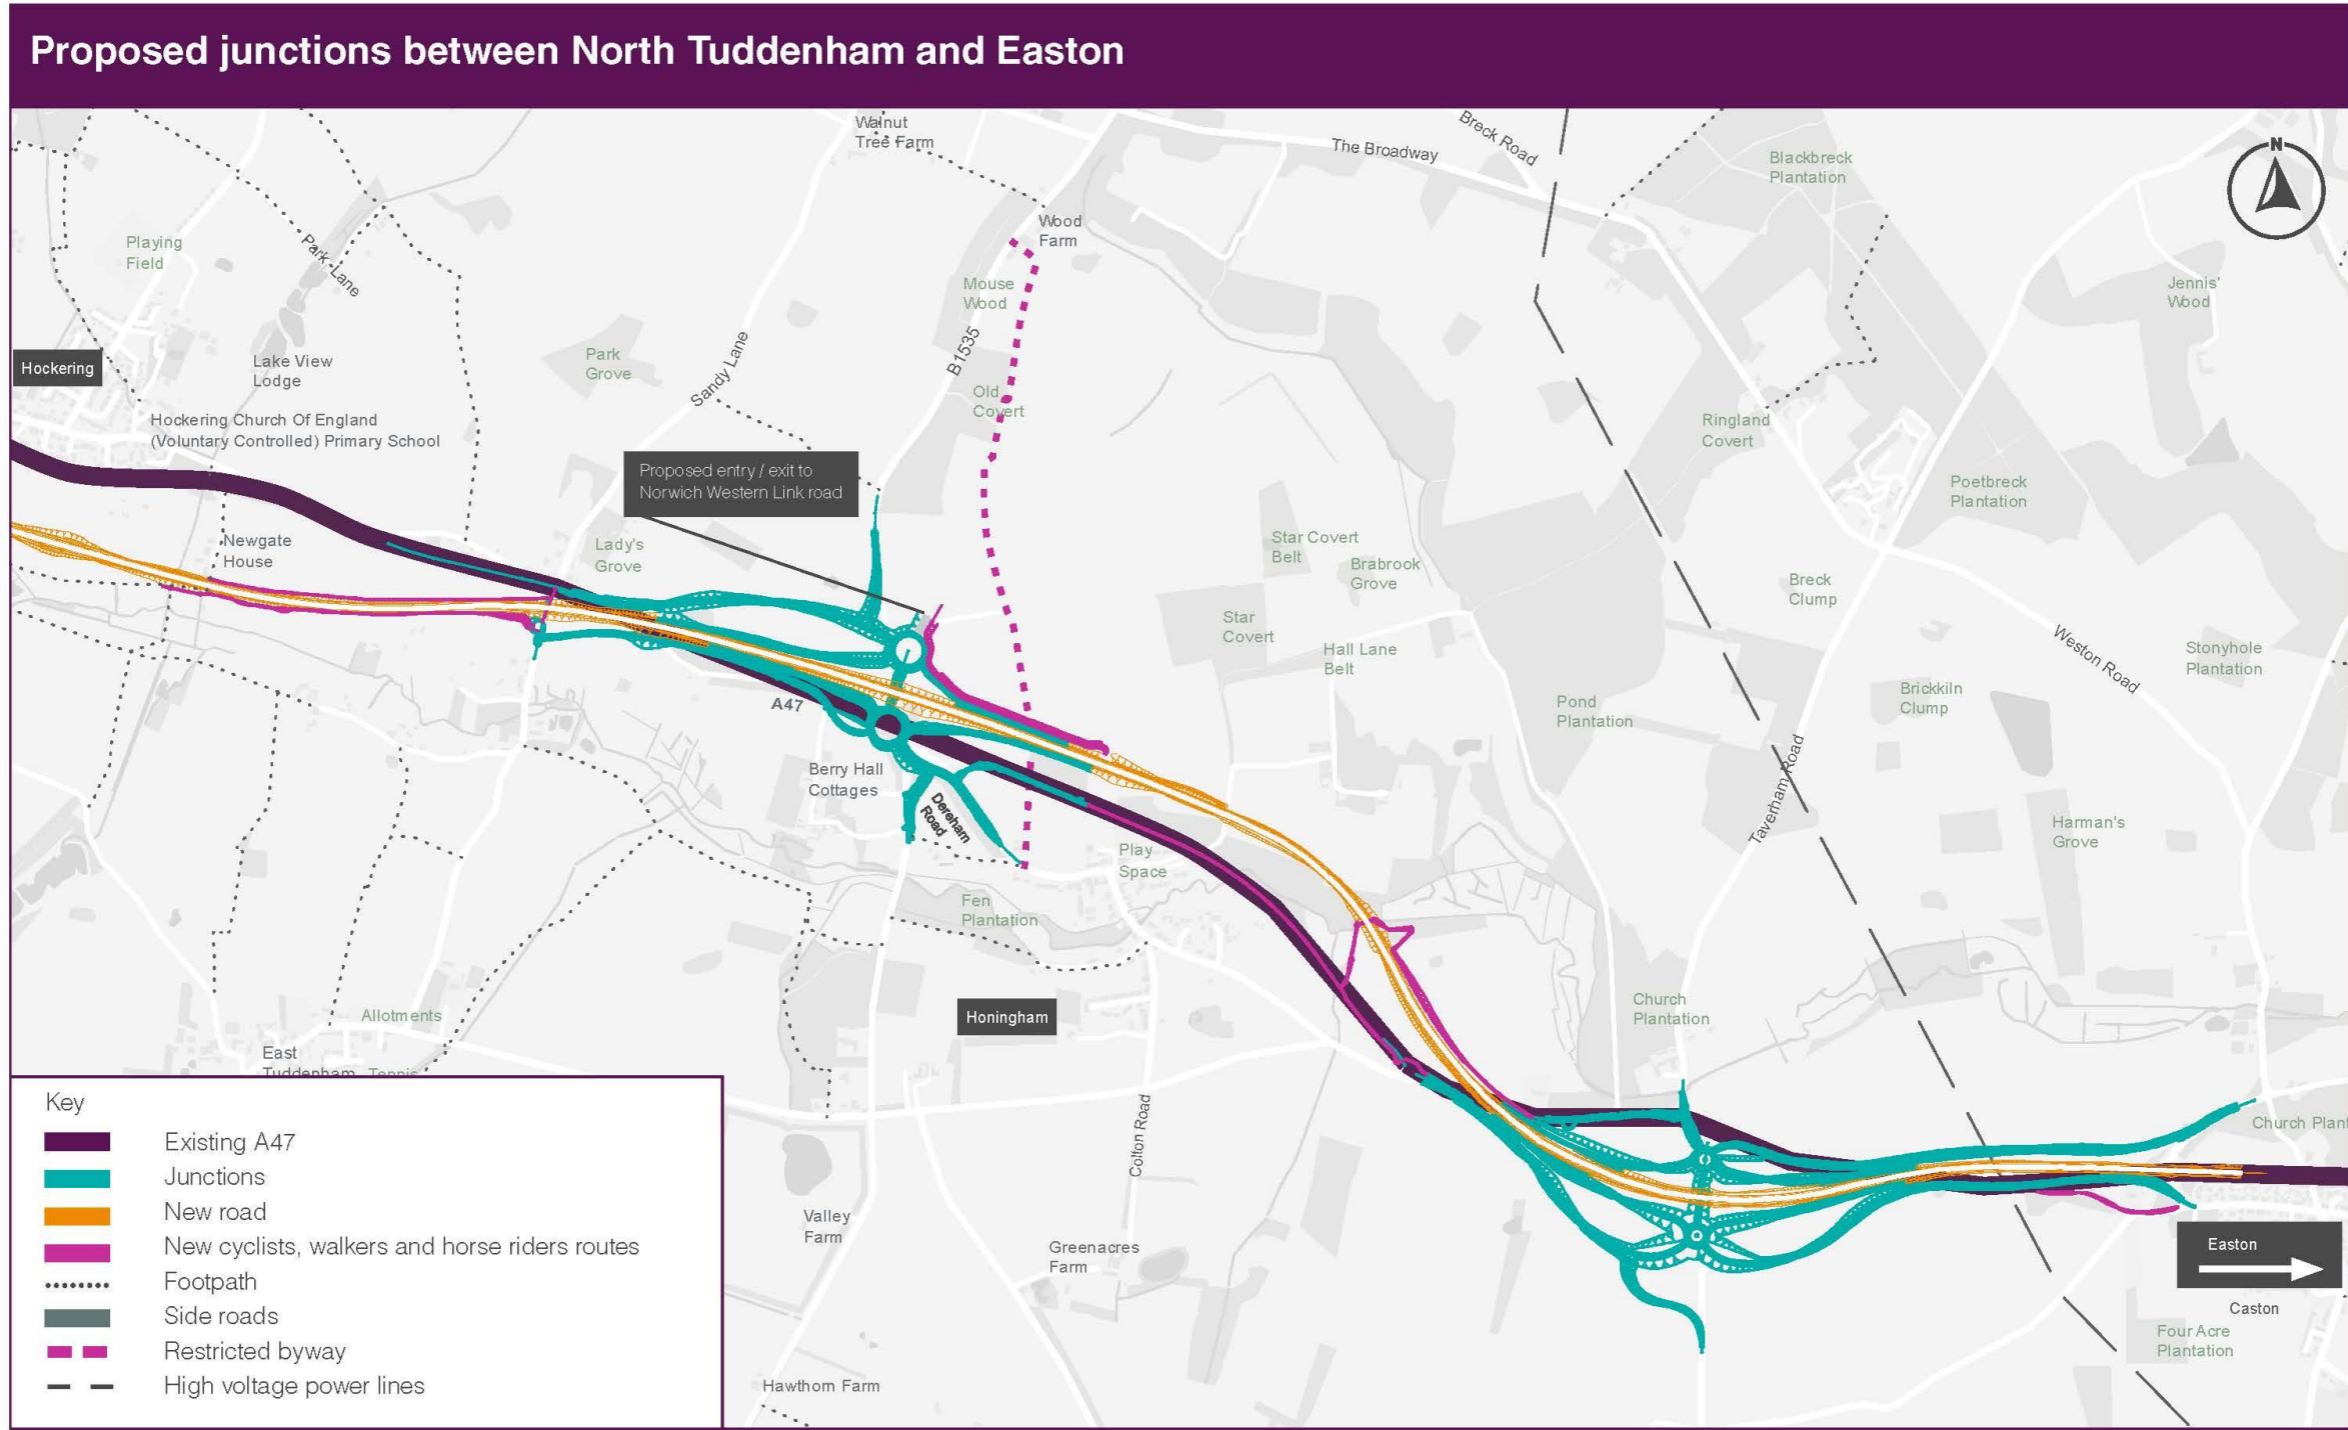 Proposed junctions between North Tuddenham and Easton
Walnut
Tree Farm
The Broadway
Breck Road
Blackbreck
Plantation
N
Playing
Field
Park Lane
Wood
Farm
Mouse
Wood
Jennis'
Wood
Hockering
Lake View
Lodge
Park
Grove
Sandy Lane
B1535
Old
Covert
Hockering Church Of England
(Voluntary Controlled) Primary School
Ringland
Covert
Proposed entry / exit to
Norwich Western Link road
Poetbreck
Plantation
Newgate
House
Lady's
Grove
Star Covert
Belt
Brabrook
Grove
Breck
Clump
Star
Covert
Hall Lane
Belt
Weston Road
Stonyhole
Plantation
A47
Pond
Plantation
Brickkiln
Clump
Berry Hall
Cottages
Dereham
Road
Taverham Road
Play
Space
Harman's
Grove
Fen
Plantation
Honingham
Church
Plantation
Allotments
East
Tuddenham
Tennis
Colton Road
Church Plant
Valley
Farm
Greenacres
Farm
Easton
Caston
Four Acre
Plantation
Hawthorn Farm
Key
Existing A47
Junctions
New road
New cyclists, walkers and horse riders routes
Footpath
Side roads
Restricted byway
High voltage power lines